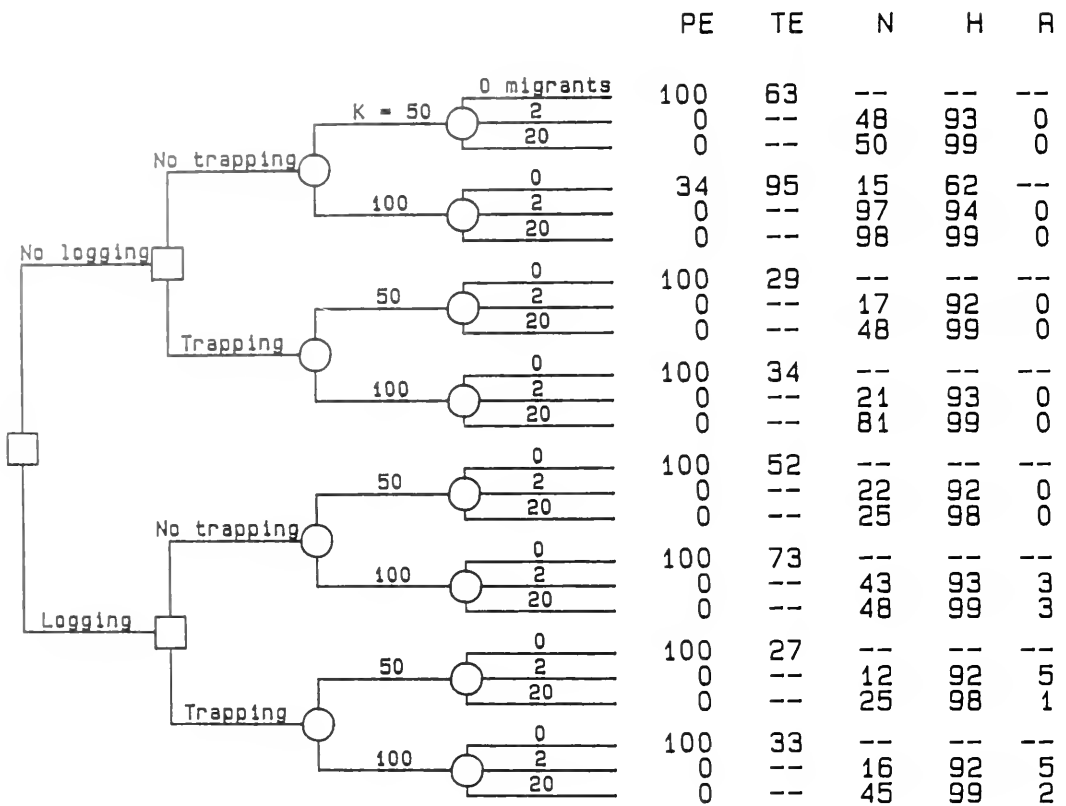 PE TE N H R
0 migrants 100 63 -- -- --
K = 50 2 0 -- 48 93 0
20 0 -- 50 99 0
No trapping
0 34 95 15 62 --
100 2 0 -- 97 94 0
20 0 -- 98 99 0
No logging
0 100 29 -- -- --
50 2 0 -- 17 92 0
20 0 -- 48 99 0
Trapping
0 100 34 -- -- --
100 2 0 -- 21 93 0
20 0 -- 81 99 0
0 100 52 -- -- --
50 2 0 -- 22 92 0
20 0 -- 25 98 0
No trapping
0 100 73 -- -- --
100 2 0 -- 43 93 3
20 0 -- 48 99 3
Logging
0 100 27 -- -- --
50 2 0 -- 12 92 5
20 0 -- 25 98 1
Trapping
0 100 33 -- -- --
100 2 0 -- 16 92 5
20 0 -- 45 99 2